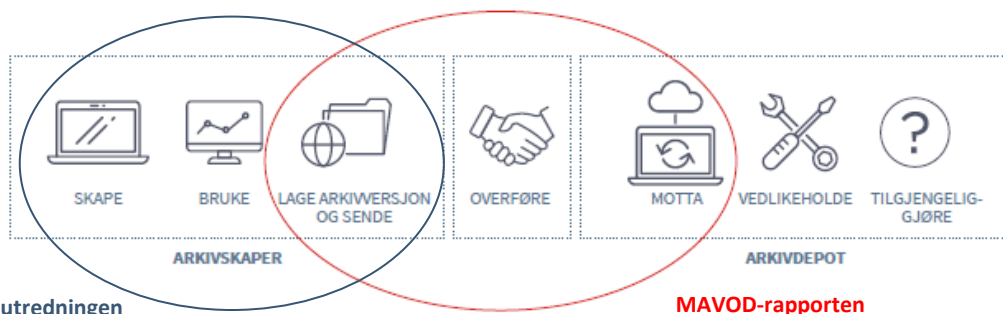 SKAPE
BRUKE
LAGE ARKIVVERSJON
OG SENDE
OVERFØRE
MOTTA
VEDLIKEHOLDE
TILGJENGELIG-
GJØRE
?
ARKIVSKAPER
ARKIVDEPOT
utredningen
MAVOD-rapporten